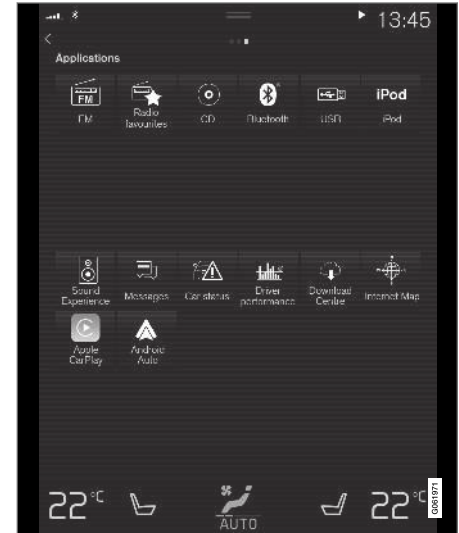 13:45
Applications
FM
FM
Radio favourites
CD
Bluetooth
USB
iPod
iPod
Sound Experience
Messages
Car status
Driver performance
Download Centre
Internet Map
Apple CarPlay
Android Auto
22°C
AUTO
22°C
G061971